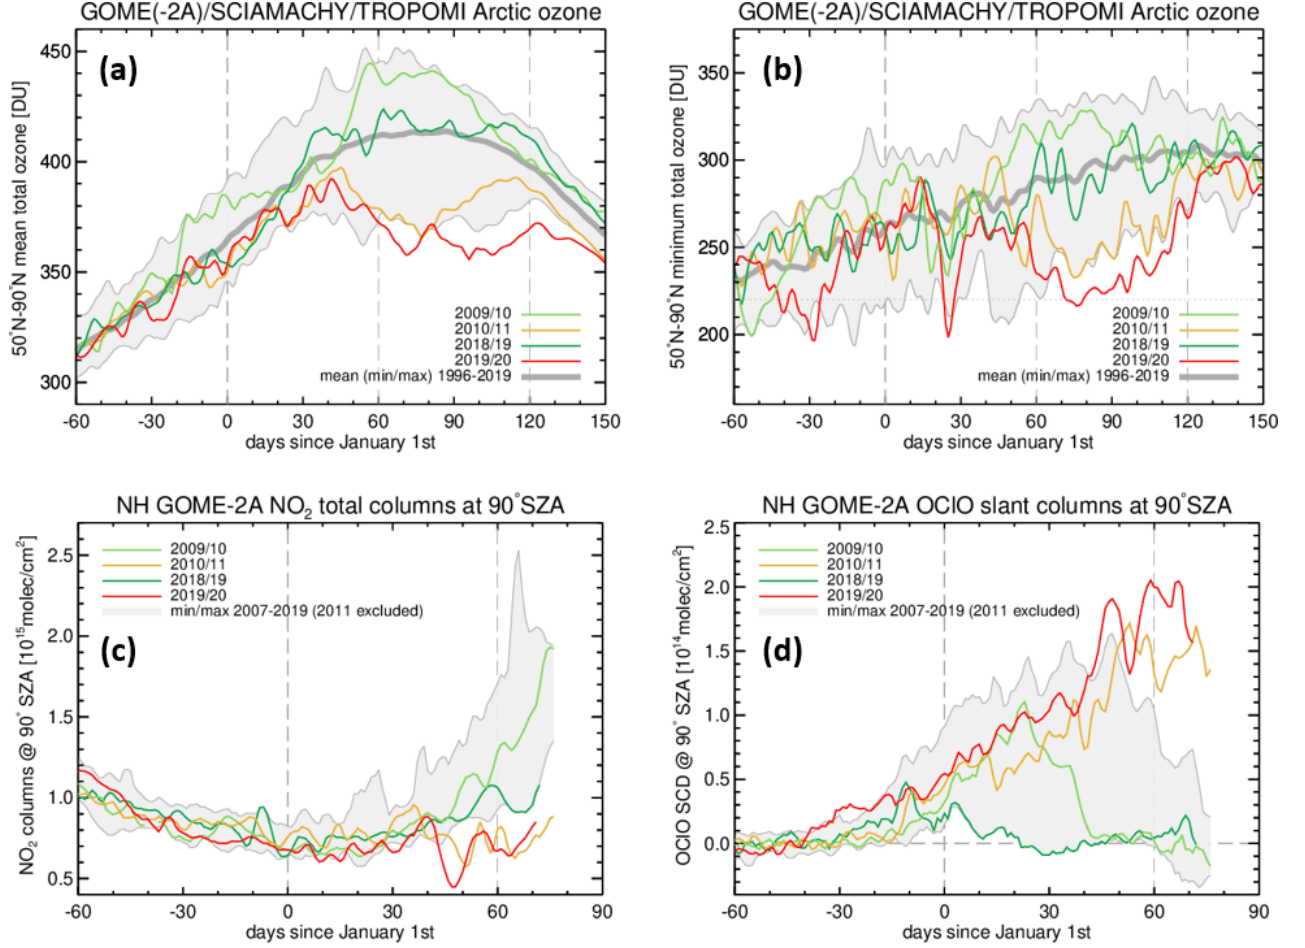 GOME(-2A)/SCIAMACHY/TROPOMI Arctic ozone
(a)
50°N-90°N mean total ozone [DU]
450
400
350
300
2009/10
2010/11
2018/19
2019/20
mean (min/max) 1996-2019
-60 -30 0 30 60 90 120 150
days since January 1st
GOME(-2A)/SCIAMACHY/TROPOMI Arctic ozone
(b)
50°N-90°N minimum total ozone [DU]
350
300
250
200
2009/10
2010/11
2018/19
2019/20
mean (min/max) 1996-2019
-60 -30 0 30 60 90 120 150
days since January 1st
NH GOME-2A NO₂ total columns at 90°SZA
2009/10
2010/11
2018/19
2019/20
min/max 2007-2019 (2011 excluded)
(c)
NO₂ columns @ 90° SZA [10¹⁵molec/cm²]
2.5
2.0
1.5
1.0
0.5
-60 -30 0 30 60 90
days since January 1st
NH GOME-2A OClO slant columns at 90°SZA
2009/10
2010/11
2018/19
2019/20
min/max 2007-2019 (2011 excluded)
(d)
OClO SCD @ 90° SZA [10¹⁴molec/cm²]
2.5
2.0
1.5
1.0
0.5
0.0
-60 -30 0 30 60 90
days since January 1st